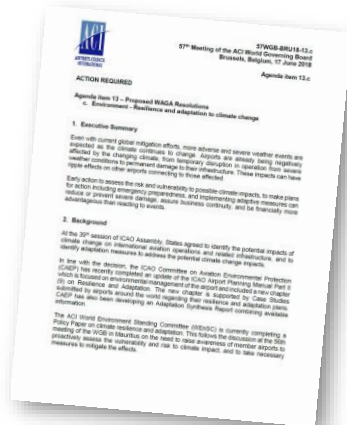 ACI
AIRPORTS COUNCIL
INTERNATIONAL
57WGB-BRU18-13.c
57th Meeting of the ACI World Governing Board
Brussels, Belgium, 17 June 2018
Agenda item 13.c
ACTION REQUIRED
Agenda item 13 – Proposed WAGA Resolutions
c. Environment - Resilience and adaptation to climate change
1. Executive Summary
Even with current global mitigation efforts, more adverse and severe weather events are
expected as the climate continues to change. Airports are already being negatively
affected by the changing climate, from temporary disruption in operation from severe
weather conditions to permanent damage to their infrastructure. These impacts can have
ripple effects on other airports connecting to those affected.
Early action to assess the risk and vulnerability to possible climate impacts, to make plans
for action including emergency preparedness, and implementing adaptive measures can
reduce or prevent severe damage, assure business continuity, and be financially more
advantageous than reacting to events.
2. Background
At the 39th session of ICAO Assembly, States agreed to identify the potential impacts of
climate change on international aviation operations and related infrastructure, and to
identify adaptation measures to address the potential climate change impacts.
In line with the decision, the ICAO Committee on Aviation Environmental Protection
(CAEP) has recently completed an update of the ICAO Airport Planning Manual Part II
which is focused on environmental management of the airport and included a new chapter
(9) on Resilience and Adaptation. The new chapter is supported by Case Studies
submitted by airports around the world regarding their resilience and adaptation plans.
CAEP has also been developing an Adaptation Synthesis Report combining available
information.
The ACI World Environment Standing Committee (WEnSC) is currently completing a
Policy Paper on climate resilience and adaptation. This follows the discussion at the 56th
meeting of the WGB in Mauritius on the need to raise awareness of member airports to
proactively assess the vulnerability and risk to climate impact, and to take necessary
measures to mitigate the effects.